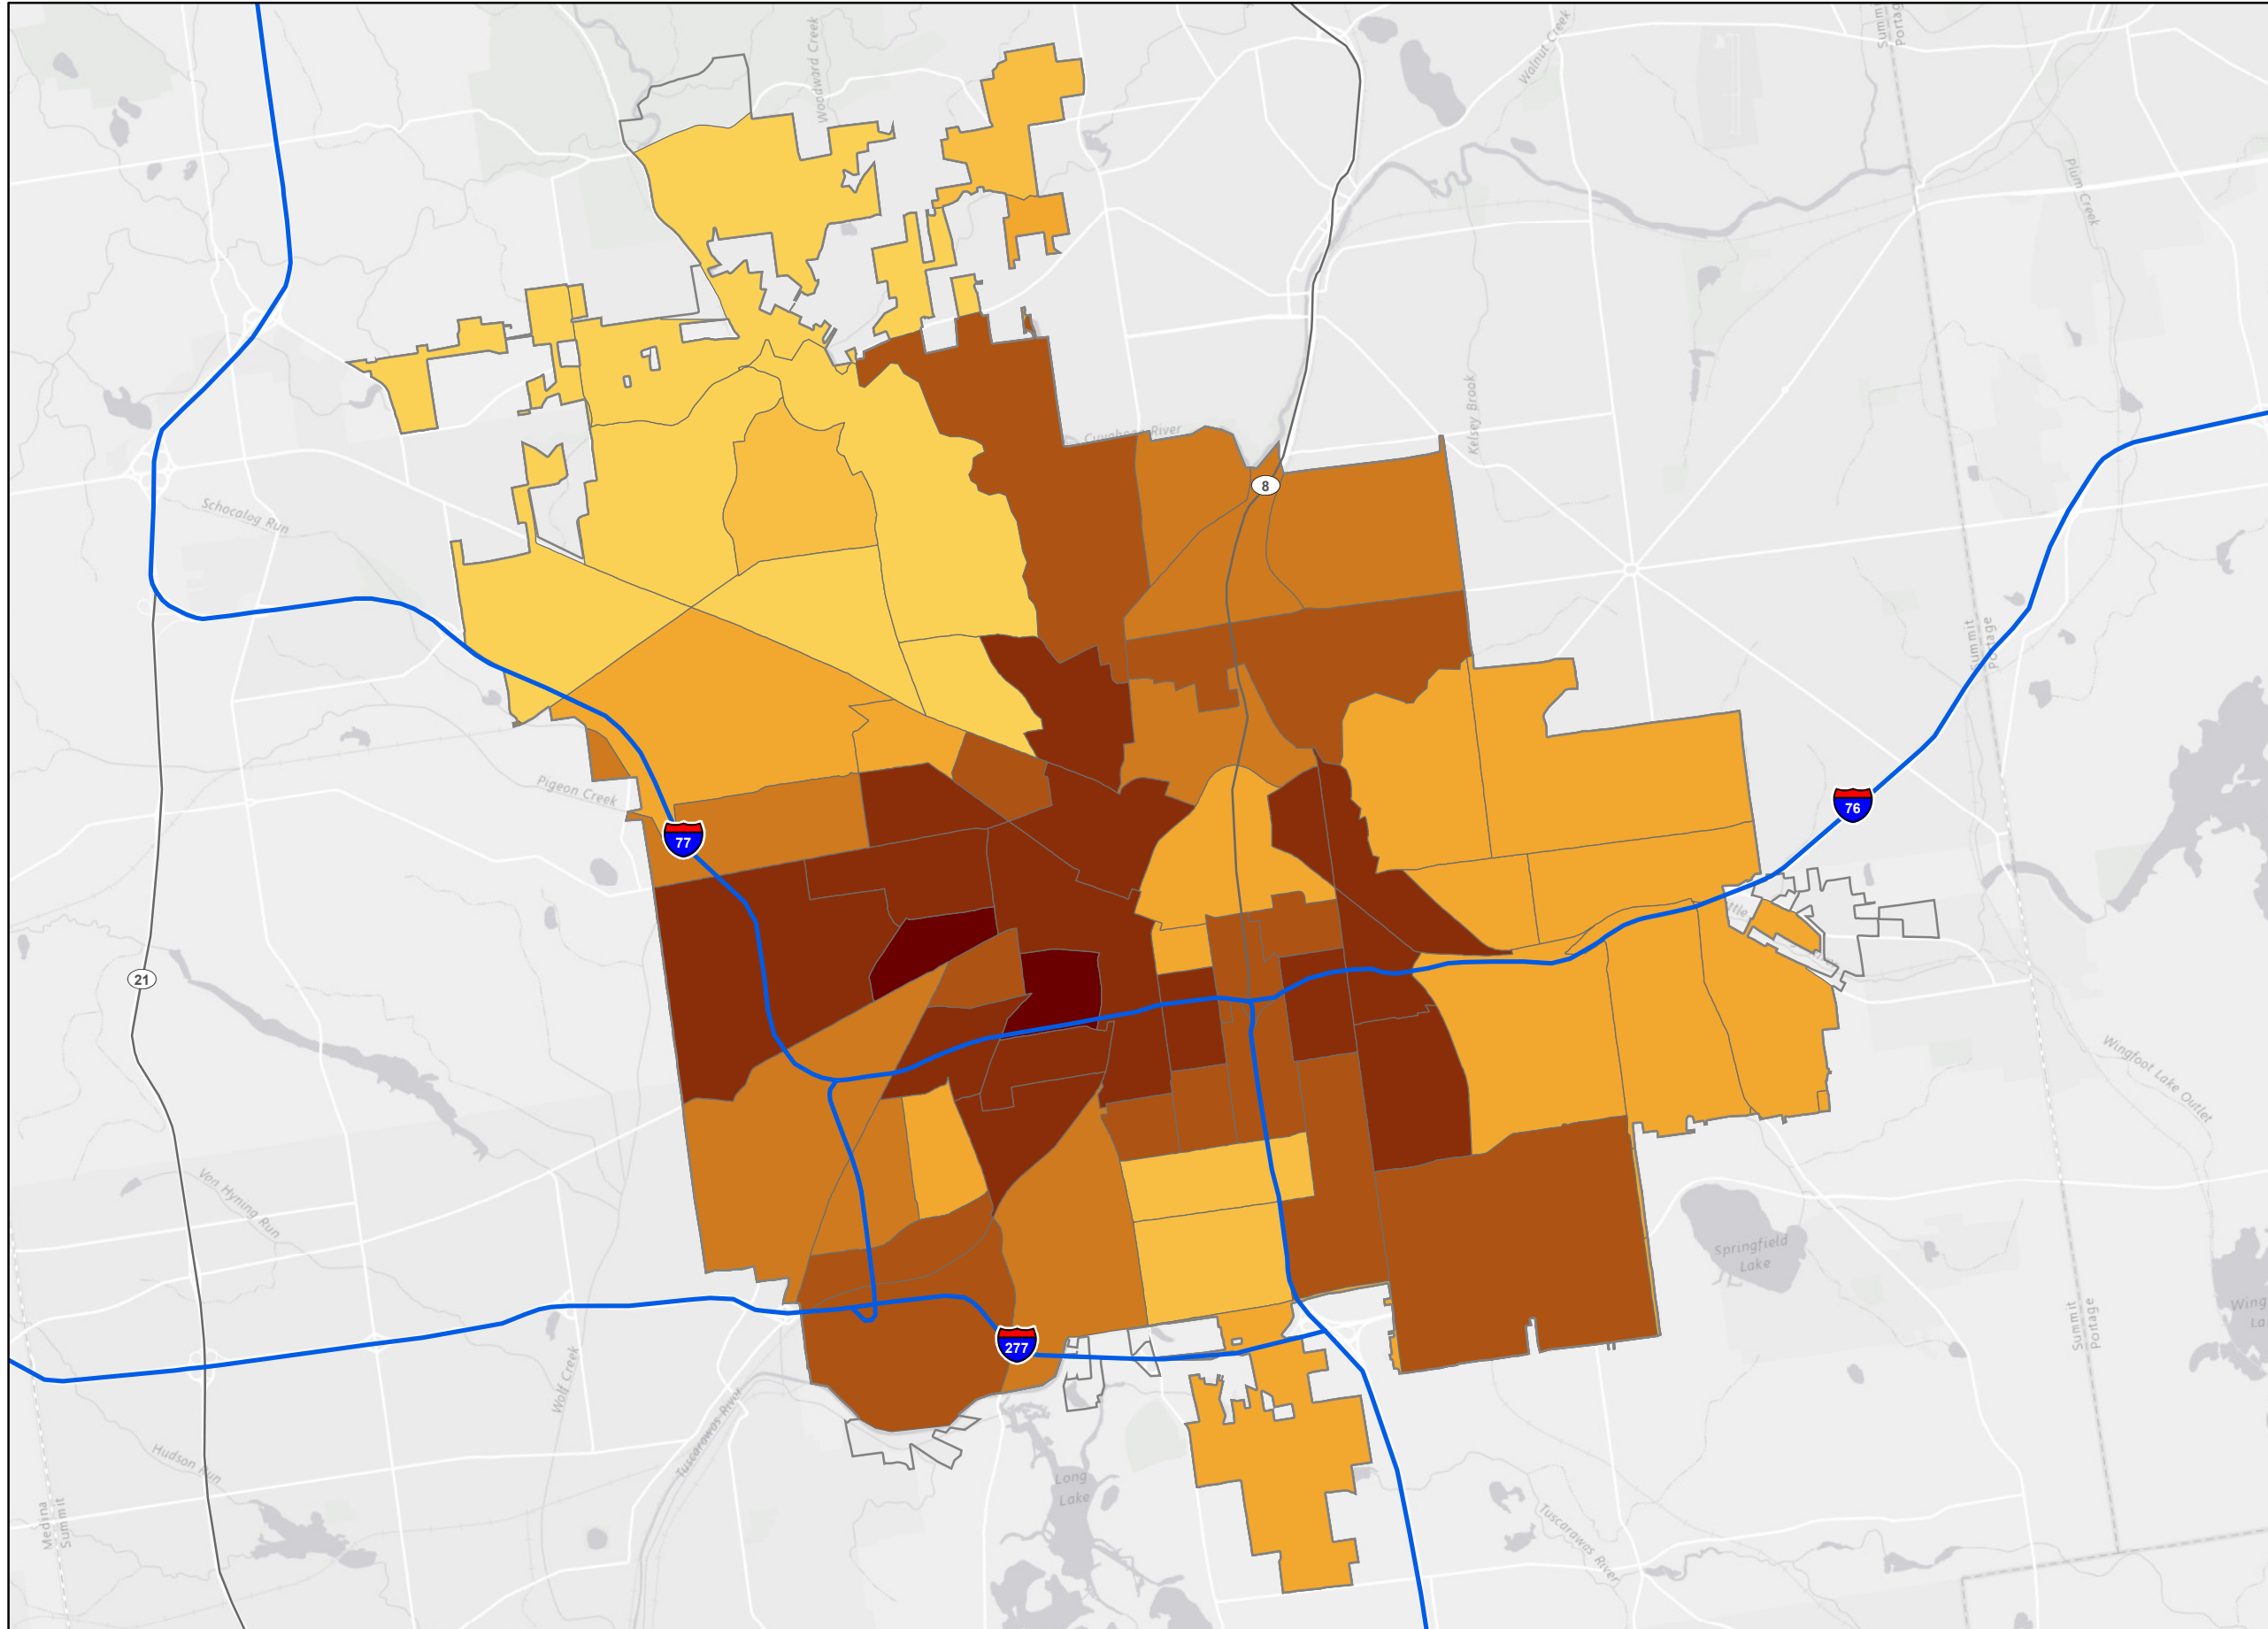 Woodward Creek
Walnut Creek
Summit
Portage
Plum Creek
Cuyahoga River
Kelsey Brook
8
Schocalog Run
Summit
Portage
Pigeon Creek
77
76
21
Wingfoot Lake Outlet
Van Hyning Run
Springfield
Lake
Summit
Portage
Wolf Creek
277
Tuscarawas River
Hudson Run
Long
Lake
Medina
Summit
Tuscarawas River